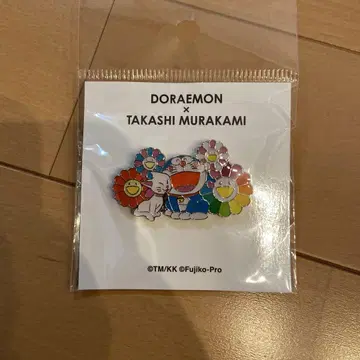 DORAEMON
×
TAKASHI MURAKAMI
©TM/KK ©Fujiko-Pro